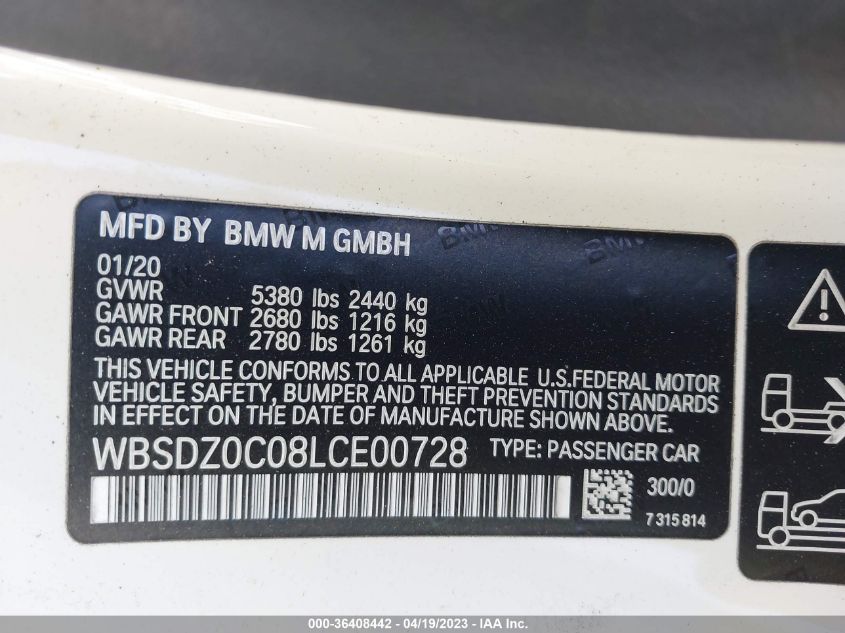 MFD BY BMW M GMBH
01/20
GVWR 5380 lbs 2440 kg
GAWR FRONT 2680 lbs 1216 kg
GAWR REAR 2780 lbs 1261 kg
THIS VEHICLE CONFORMS TO ALL APPLICABLE U.S.FEDERAL MOTOR
VEHICLE SAFETY, BUMPER AND THEFT PREVENTION STANDARDS
IN EFFECT ON THE DATE OF MANUFACTURE SHOWN ABOVE.
WBSDZ0C08LCE00728 TYPE: PASSENGER CAR
300/0
7 315 814
000-36408442 / 04/19/2023 - IAA Inc.